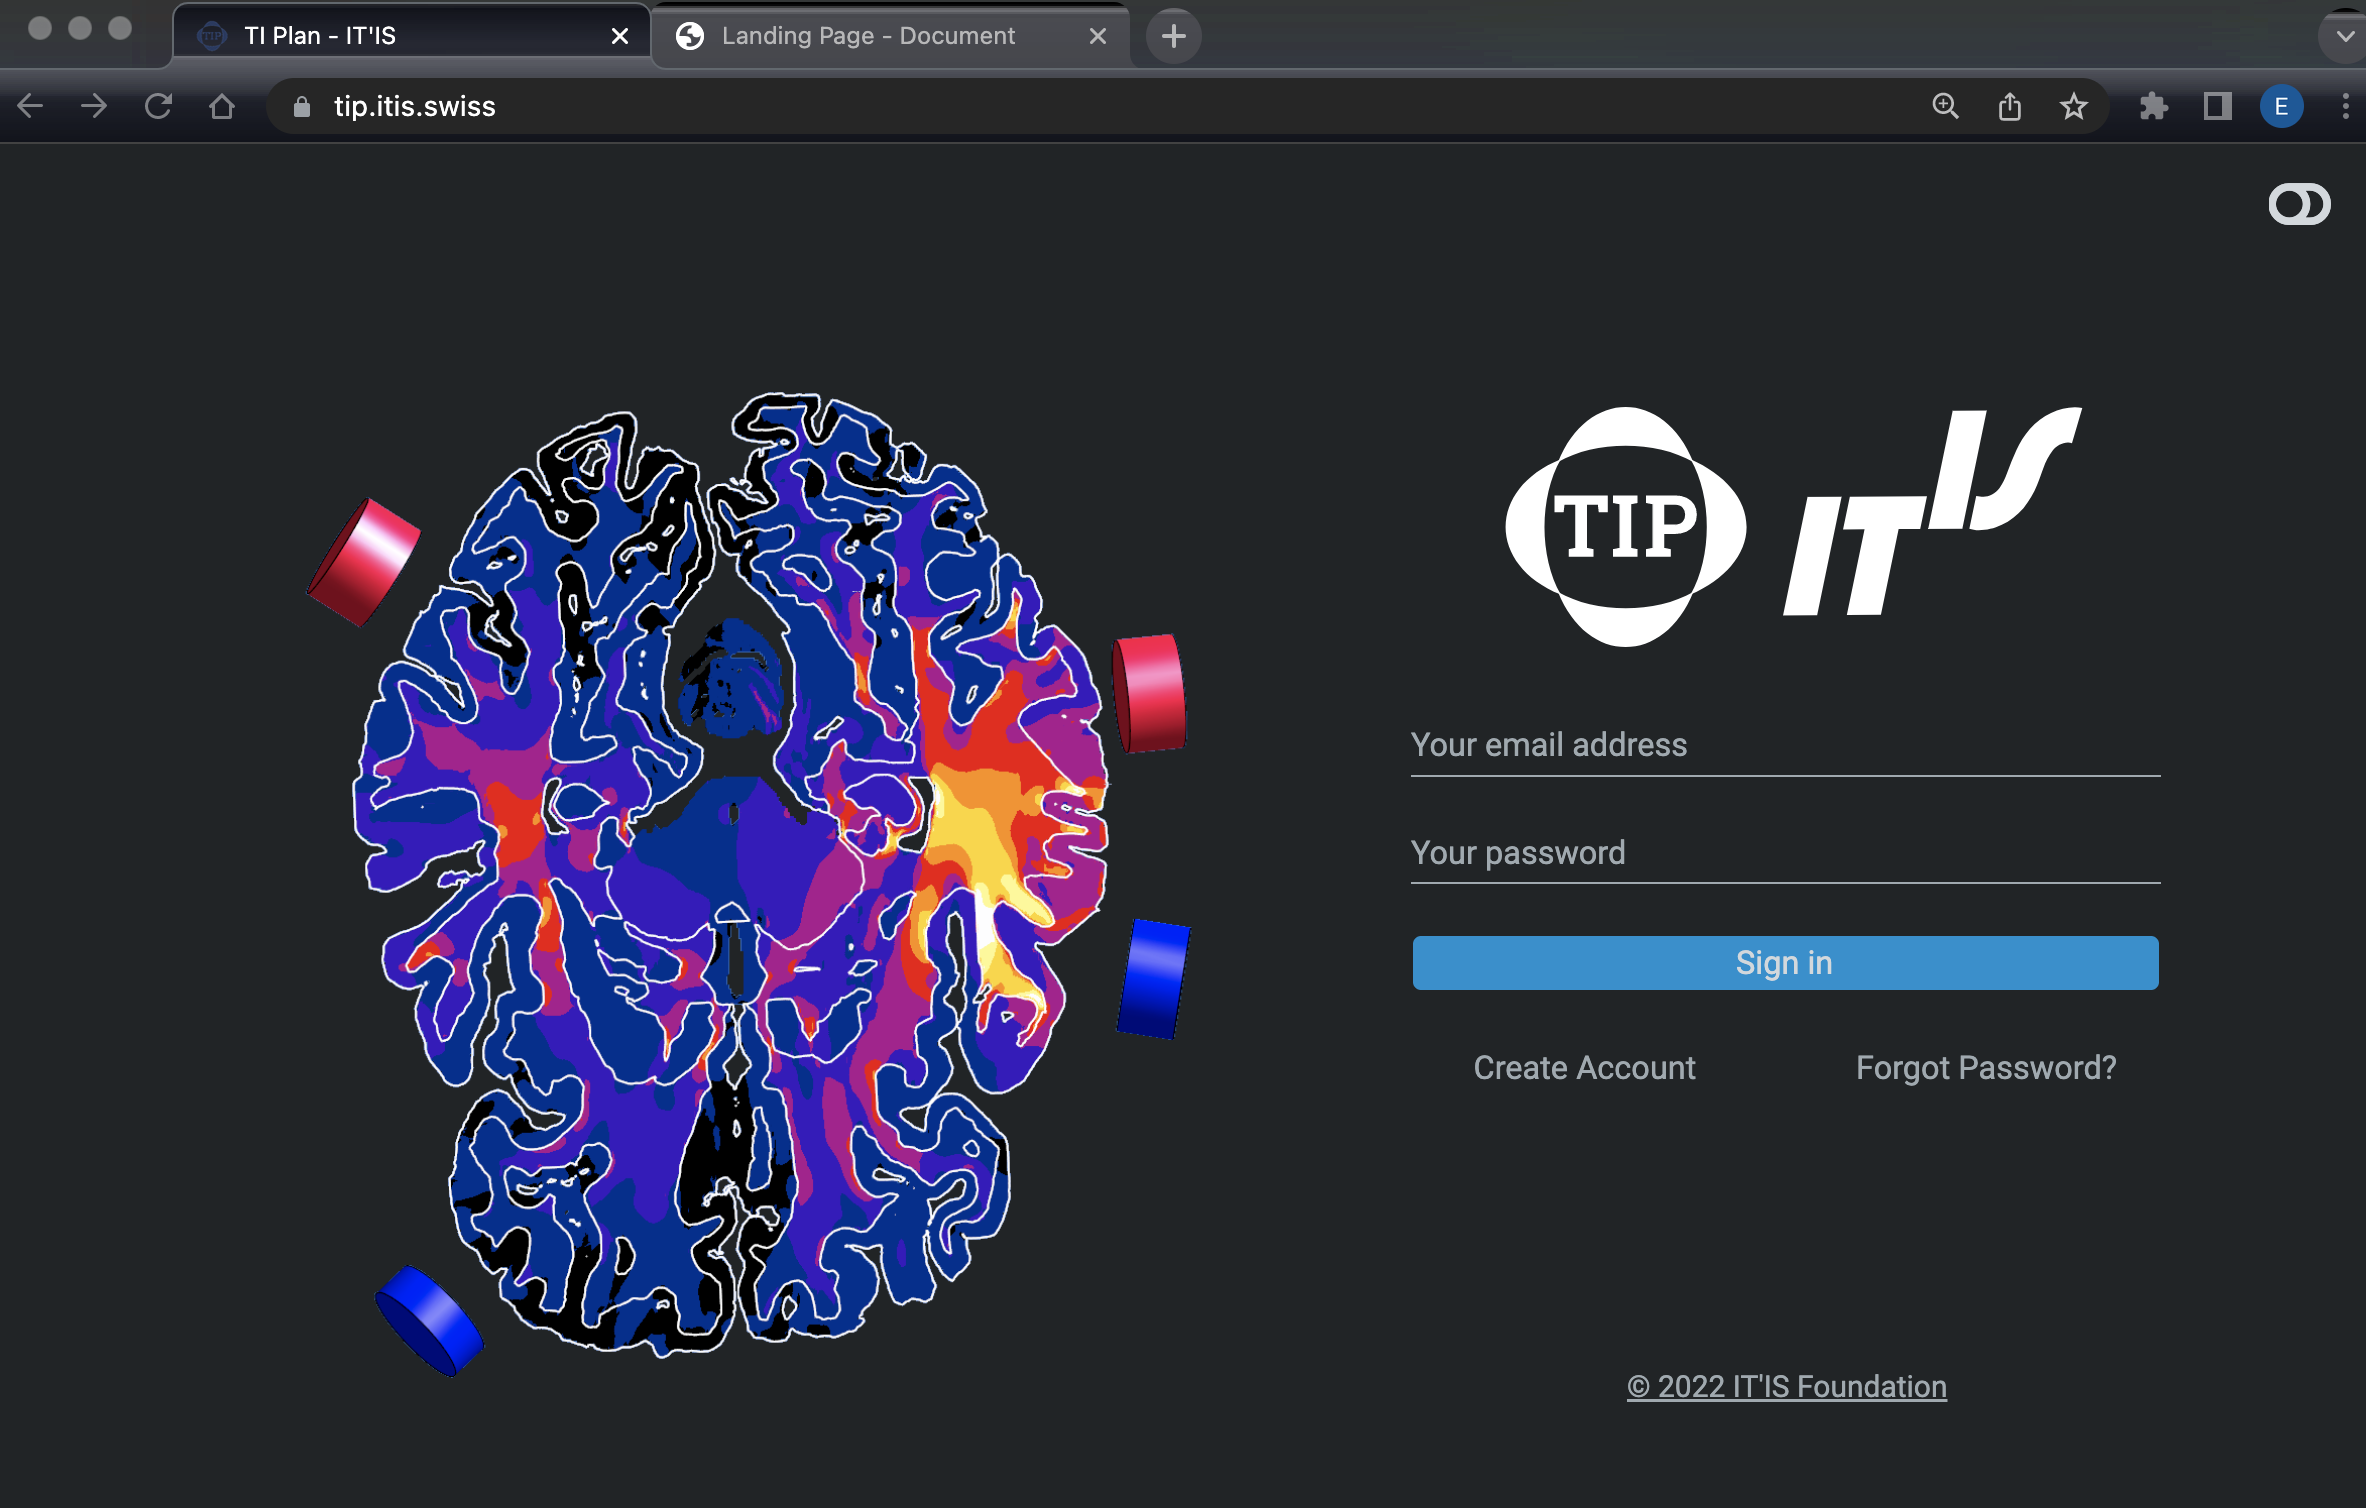 TI Plan - IT'IS
Landing Page - Document
tip.itis.swiss
E
TIP
IT'IS
Your email address
Your password
Sign in
Create Account
Forgot Password?
© 2022 IT'IS Foundation